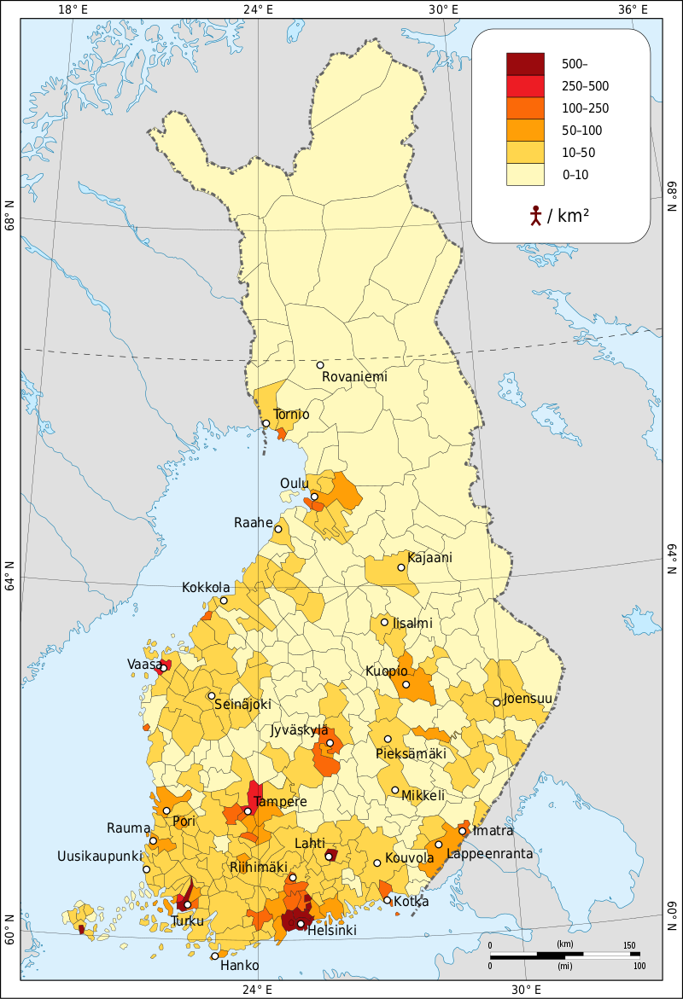 18° E
24° E
30° E
36° E
500–
250–500
100–250
50–100
10–50
0–10
/ km²
68° N
68° N
Rovaniemi
Tornio
Oulu
Raahe
64° N
64° N
Kajaani
Kokkola
Iisalmi
Vaasa
Kuopio
Seinäjoki
Joensuu
Jyväskylä
Pieksämäki
Mikkeli
Tampere
Pori
Rauma
Imatra
Lahti
Lappeenranta
Uusikaupunki
Kouvola
Riihimäki
Kotka
Turku
60° N
60° N
Helsinki
Hanko
0 (km) 150
0 (mi) 100
24° E
30° E